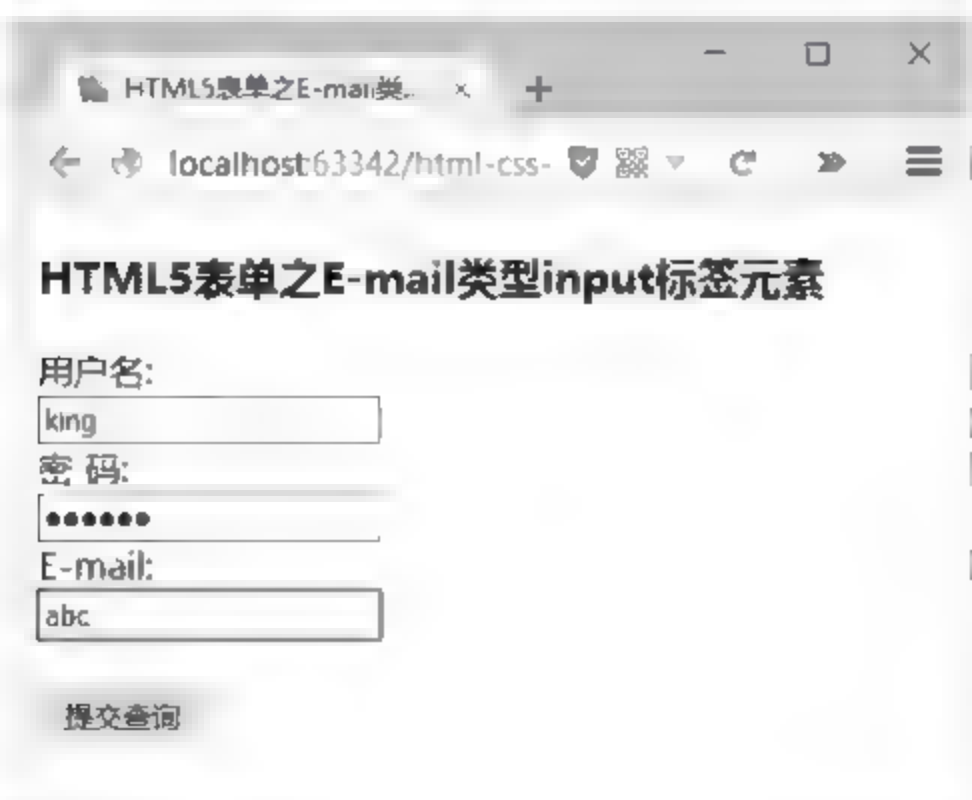 HTML5表单之E-mail类...
localhost:63342/html-css-
HTML5表单之E-mail类型input标签元素
用户名:
king
密 码:
••••••
E-mail:
abc
提交查询